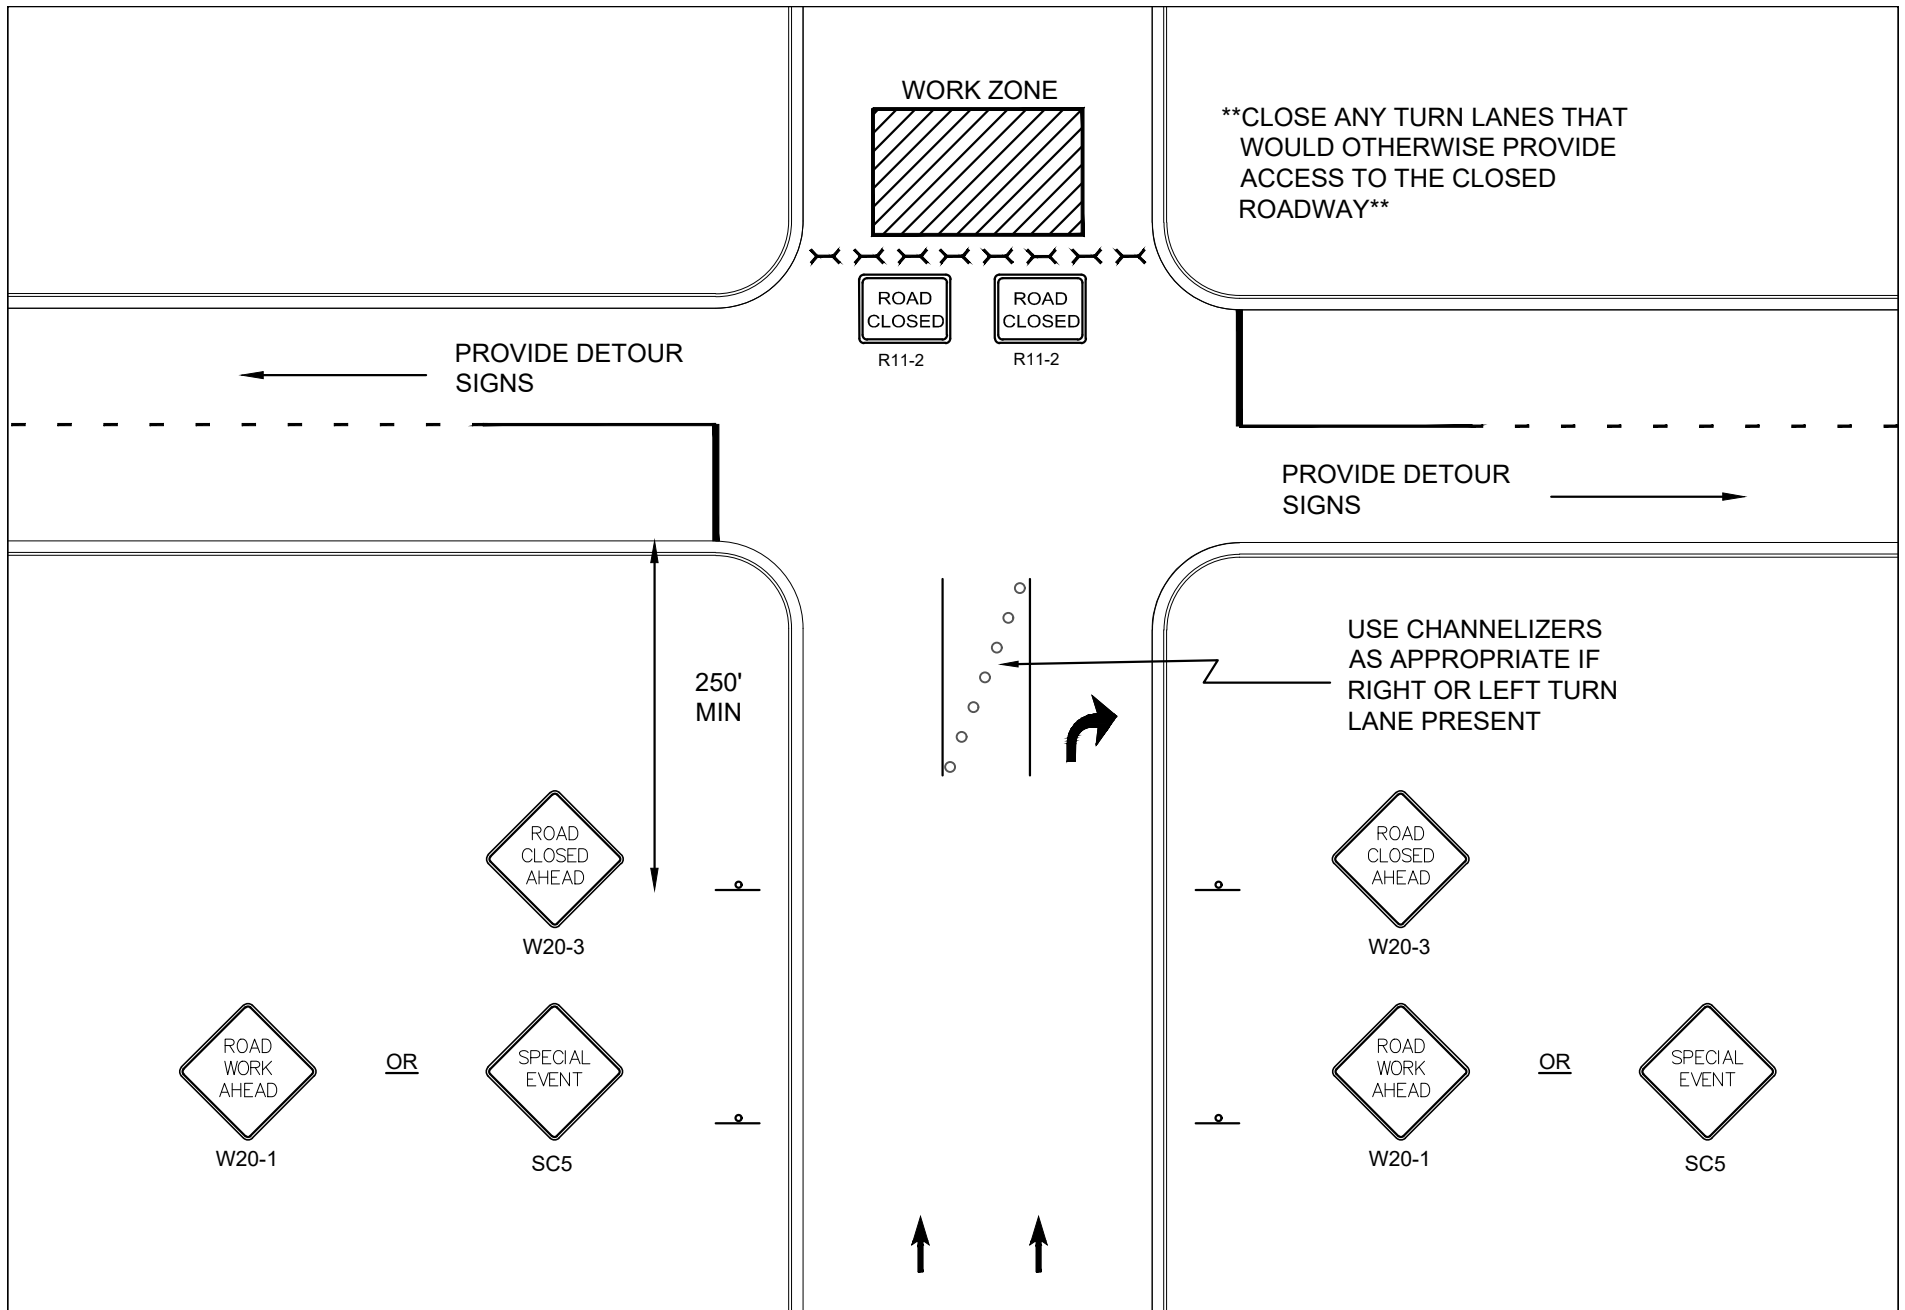 WORK ZONE
**CLOSE ANY TURN LANES THAT
WOULD OTHERWISE PROVIDE
ACCESS TO THE CLOSED
ROADWAY**
ROAD
CLOSED
R11-2
ROAD
CLOSED
R11-2
PROVIDE DETOUR
SIGNS
PROVIDE DETOUR
SIGNS
250'
MIN
USE CHANNELIZERS
AS APPROPRIATE IF
RIGHT OR LEFT TURN
LANE PRESENT
ROAD
CLOSED
AHEAD
W20-3
ROAD
CLOSED
AHEAD
W20-3
ROAD
WORK
AHEAD
W20-1
OR
SPECIAL
EVENT
SC5
ROAD
WORK
AHEAD
W20-1
OR
SPECIAL
EVENT
SC5